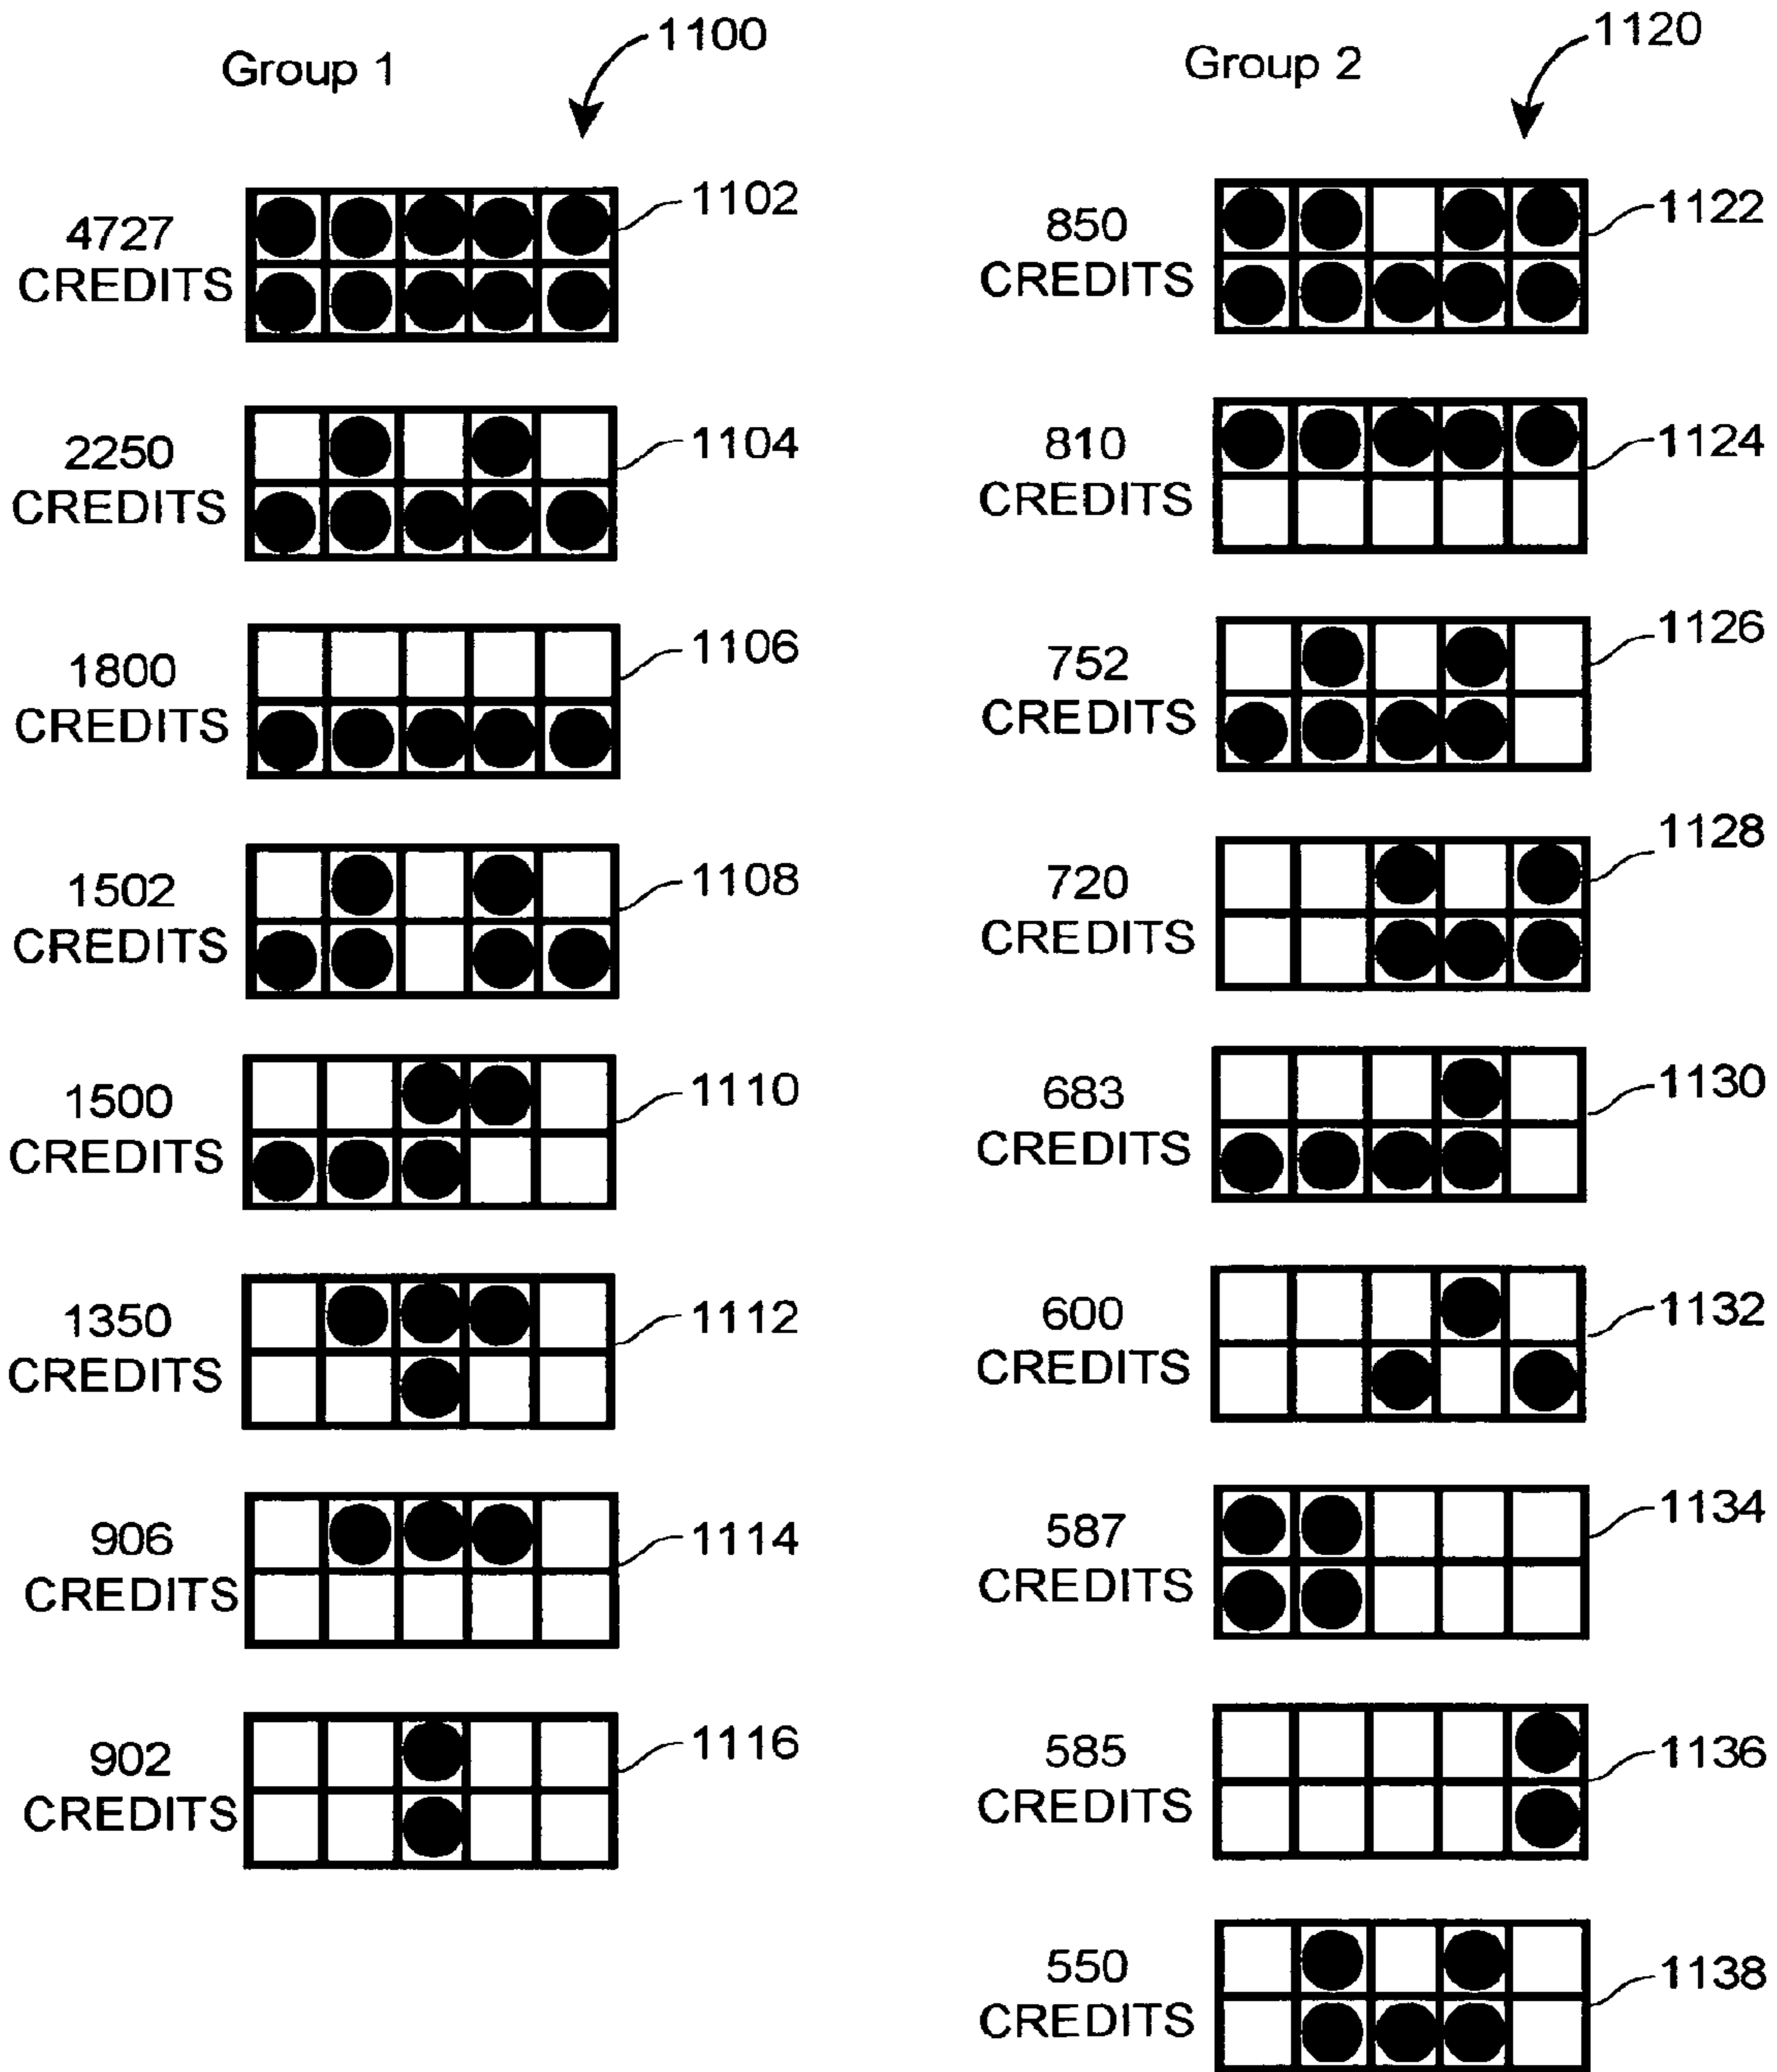 Group 1
1100
4727
CREDITS
1102
2250
CREDITS
1104
1800
CREDITS
1106
1502
CREDITS
1108
1500
CREDITS
1110
1350
CREDITS
1112
906
CREDITS
1114
902
CREDITS
1116
Group 2
1120
850
CREDITS
1122
810
CREDITS
1124
752
CREDITS
1126
720
CREDITS
1128
683
CREDITS
1130
600
CREDITS
1132
587
CREDITS
1134
585
CREDITS
1136
550
CREDITS
1138